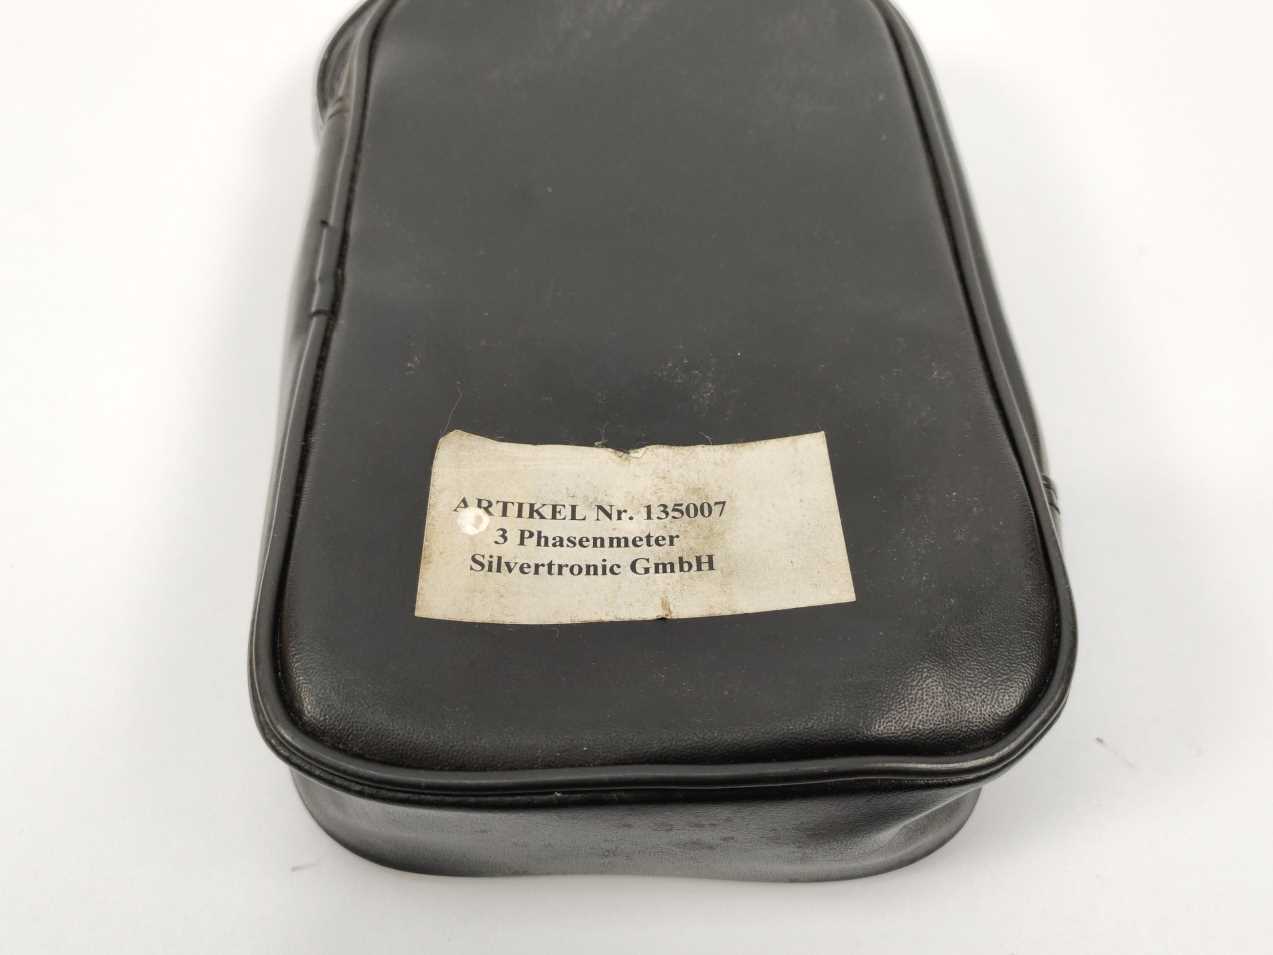 ARTIKEL Nr. 135007
3 Phasenmeter
Silvertronic GmbH